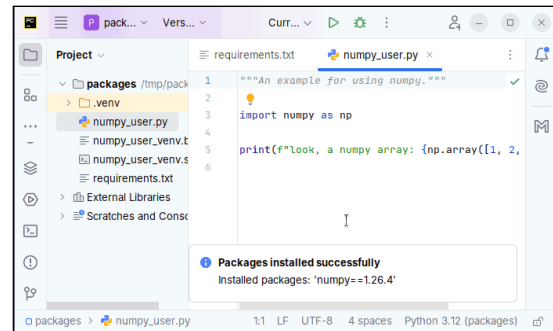 PC
P pack... Vers... Curr...
Project
requirements.txt
numpy_user.py
packages /tmp/pack
.venv
numpy_user.py
numpy_user_venv.b
numpy_user_venv.s
requirements.txt
External Libraries
Scratches and Conso
1 """An example for using numpy."""
2
3 import numpy as np
4
5 print(f"look, a numpy array: {np.array([1, 2,
6
Packages installed successfully
Installed packages: 'numpy==1.26.4'
packages > numpy_user.py 1:1 LF UTF-8 4 spaces Python 3.12 (packages)